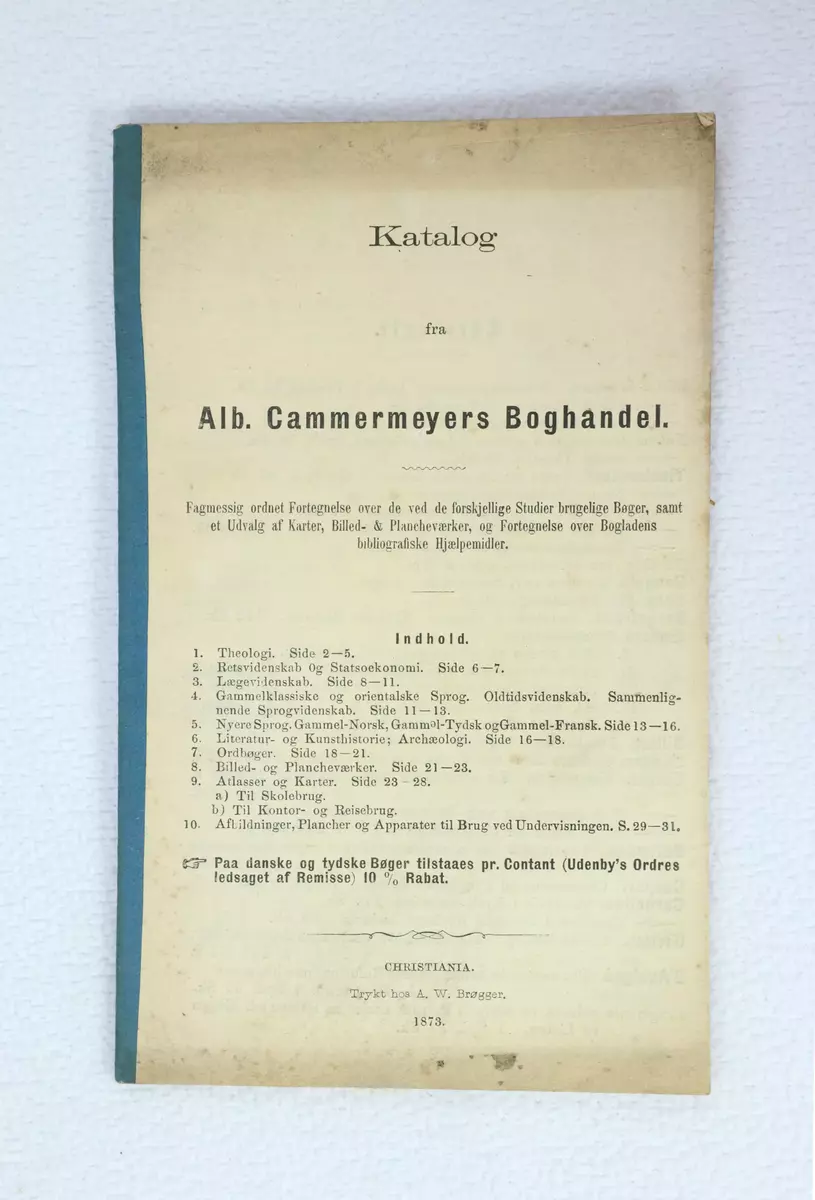 Katalog
fra
Alb. Cammermeyers Boghandel.
Fagmessig ordnet Fortegnelse over de ved de forskjellige Studier brugelige Bøger, samt
et Udvalg af Karter, Billed- & Plancheværker, og Fortegnelse over Bogladens
bibliografiske Hjælpemidler.
Indhold.
1. Theologi. Side 2—5.
2. Retsvidenskab Og Statsoekonomi. Side 6—7.
3. Lægevidenskab. Side 8—11.
4. Gammelklassiske og orientalske Sprog. Oldtidsvidenskab. Sammenlig-
nende Sprogvidenskab. Side 11—13.
5. Nyere Sprog. Gammel-Norsk, Gammel-Tydsk og Gammel-Fransk. Side 13—16.
6. Literatur- og Kunsthistorie; Archæologi. Side 16—18.
7. Ordbøger. Side 18—21.
8. Billed- og Plancheværker. Side 21—23.
9. Atlasser og Karter. Side 23—28.
a) Til Skolebrug.
b) Til Kontor- og Reisebrug.
10. Afbildninger, Plancher og Apparater til Brug ved Undervisningen. S. 29—31.
☞ Paa danske og tydske Bøger tilstaaes pr. Contant (Udenby's Ordres
ledsaget af Remisse) 10 % Rabat.
CHRISTIANIA.
Trykt hos A. W. Brøgger.
1873.